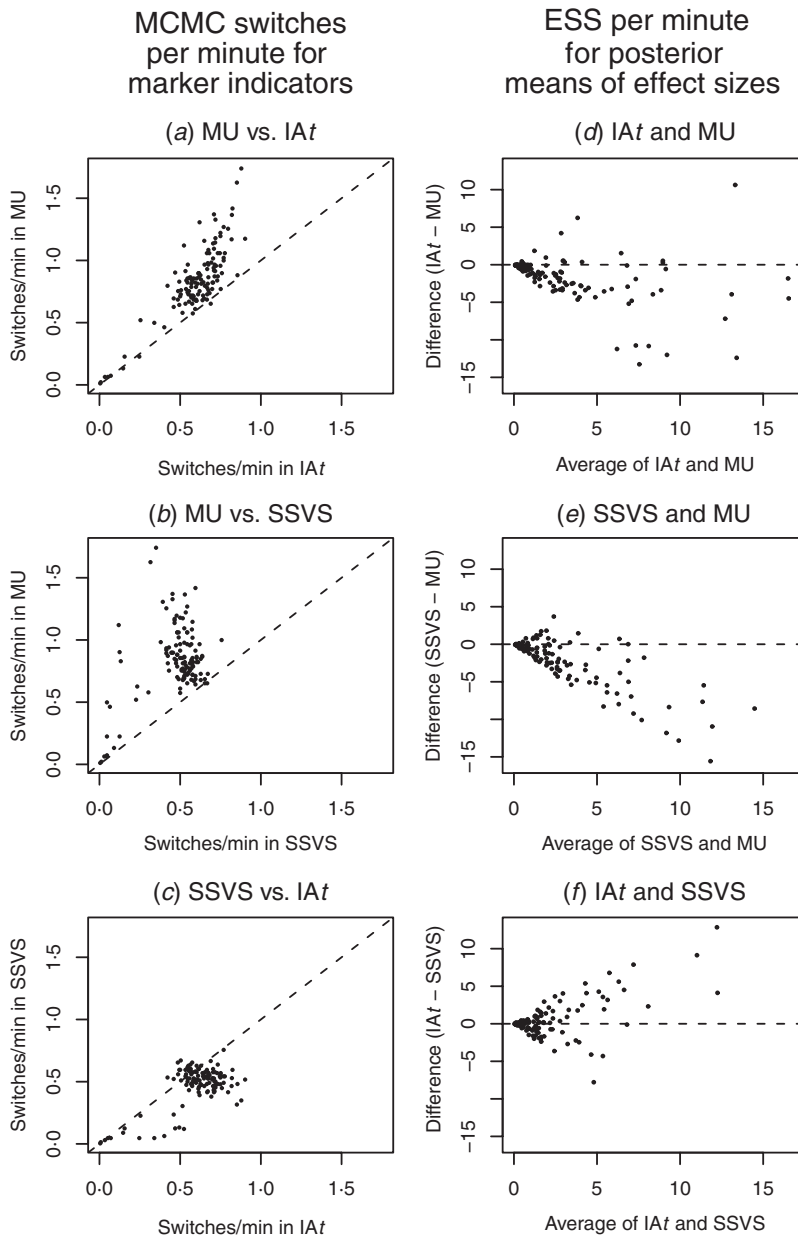 MCMC switches
per minute for
marker indicators
ESS per minute
for posterior
means of effect sizes
(a) MU vs. IAt
Switches/min in MU
0·0 0·5 1·0 1·5
0·0 0·5 1·0 1·5
Switches/min in IAt
(d) IAt and MU
Difference (IAt – MU)
−15 −5 0 5 10
0 5 10 15
Average of IAt and MU
(b) MU vs. SSVS
Switches/min in MU
0·0 0·5 1·0 1·5
0·0 0·5 1·0 1·5
Switches/min in SSVS
(e) SSVS and MU
Difference (SSVS – MU)
−15 −5 0 5 10
0 5 10 15
Average of SSVS and MU
(c) SSVS vs. IAt
Switches/min in SSVS
0·0 0·5 1·0 1·5
0·0 0·5 1·0 1·5
Switches/min in IAt
(f) IAt and SSVS
Difference (IAt – SSVS)
−15 −5 0 5 10
0 5 10 15
Average of IAt and SSVS